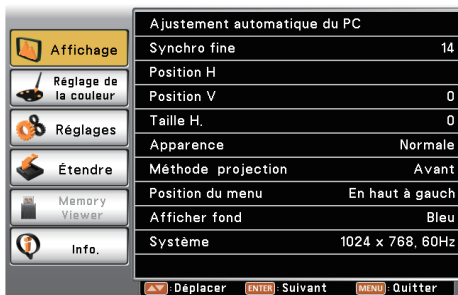 Affichage
Réglage de
la couleur
Réglages
Étendre
Memory
Viewer
Info.
Ajustement automatique du PC
Synchro fine 14
Position H
Position V 0
Taille H. 0
Apparence Normale
Méthode projection Avant
Position du menu En haut à gauch
Afficher fond Bleu
Système 1024 x 768, 60Hz
:Déplacer ENTER :Suivant MENU :Quitter